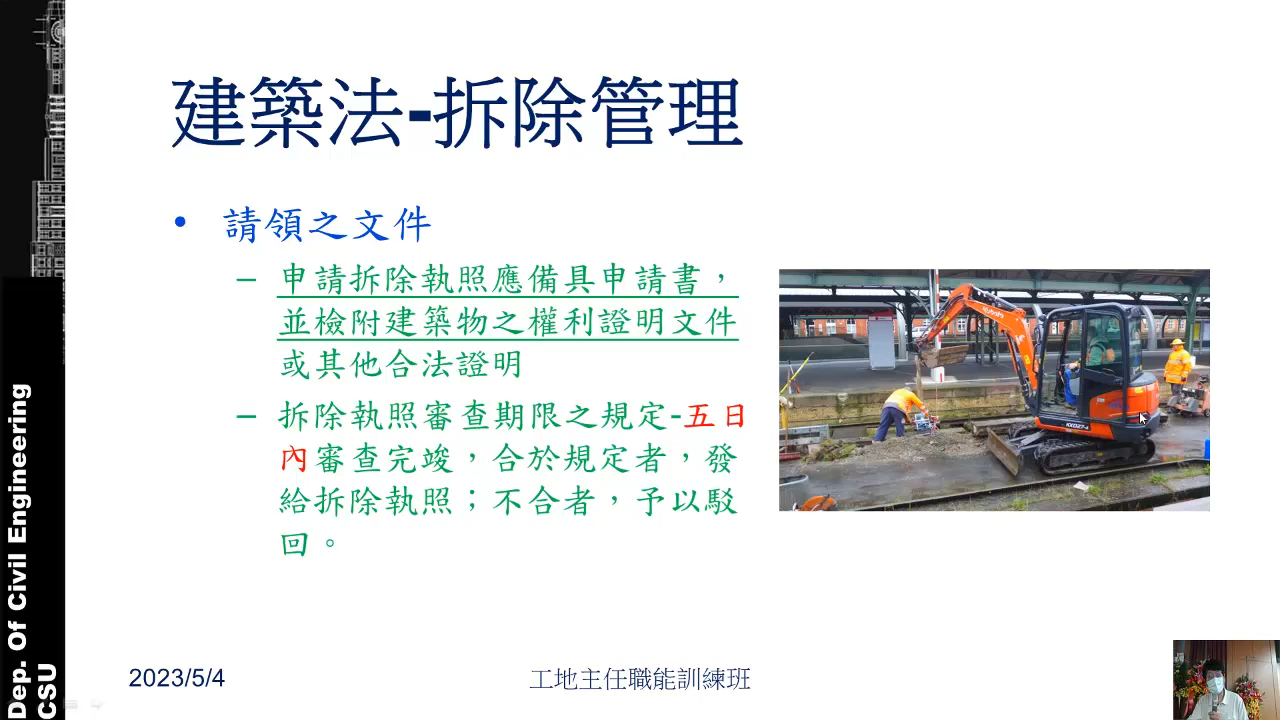 建築法-拆除管理
• 請領之文件
– 申請拆除執照應備具申請書，
並檢附建築物之權利證明文件
或其他合法證明
– 拆除執照審查期限之規定-五日
內審查完竣，合於規定者，發
給拆除執照；不合者，予以駁
回。
Kubota
KX027-4
2023/5/4
工地主任職能訓練班
Dep. Of Civil Engineering
CSU